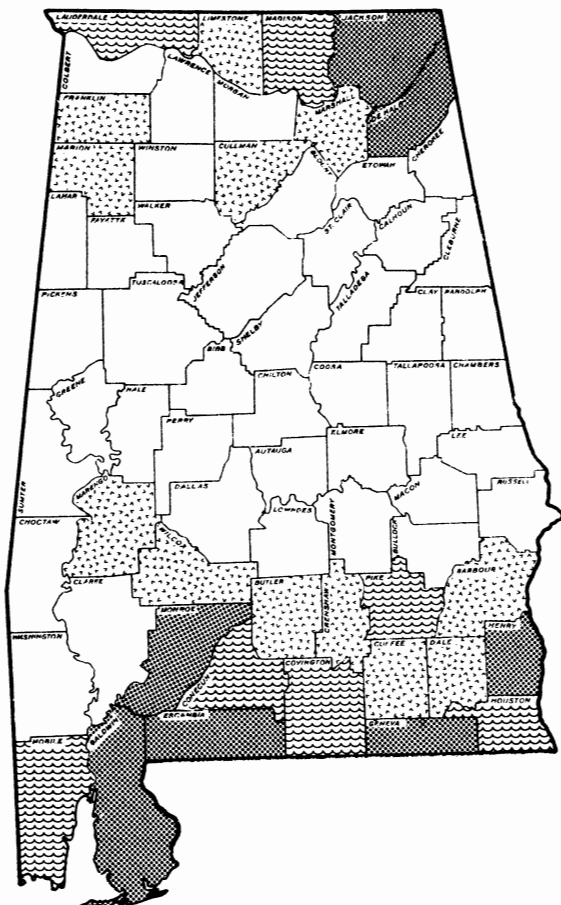 LAUDERDALE
LIMESTONE
MADISON
JACKSON
COLBERT
LAWRENCE
MORGAN
FRANKLIN
MARSHALL
DE KALB
CHEROKEE
MARION
WINSTON
CULLMAN
BLOUNT
ETOWAH
LAMAR
FAYETTE
WALKER
ST. CLAIR
CALHOUN
CLEBURNE
JEFFERSON
TALLADEGA
PICKENS
TUSCALOOSA
SHELBY
CLAY
RANDOLPH
BIBB
GREENE
HALE
CHILTON
COOSA
TALLAPOOSA
CHAMBERS
PERRY
AUTAUGA
ELMORE
LEE
SUMTER
MARENGO
DALLAS
LOWNDES
MONTGOMERY
MACON
RUSSELL
BULLOCK
CHOCTAW
WILCOX
CLARKE
BUTLER
CRENSHAW
PIKE
BARBOUR
WASHINGTON
MONROE
CONECUH
COVINGTON
COFFEE
DALE
HENRY
MOBILE
BALDWIN
ESCAMBIA
GENEVA
HOUSTON